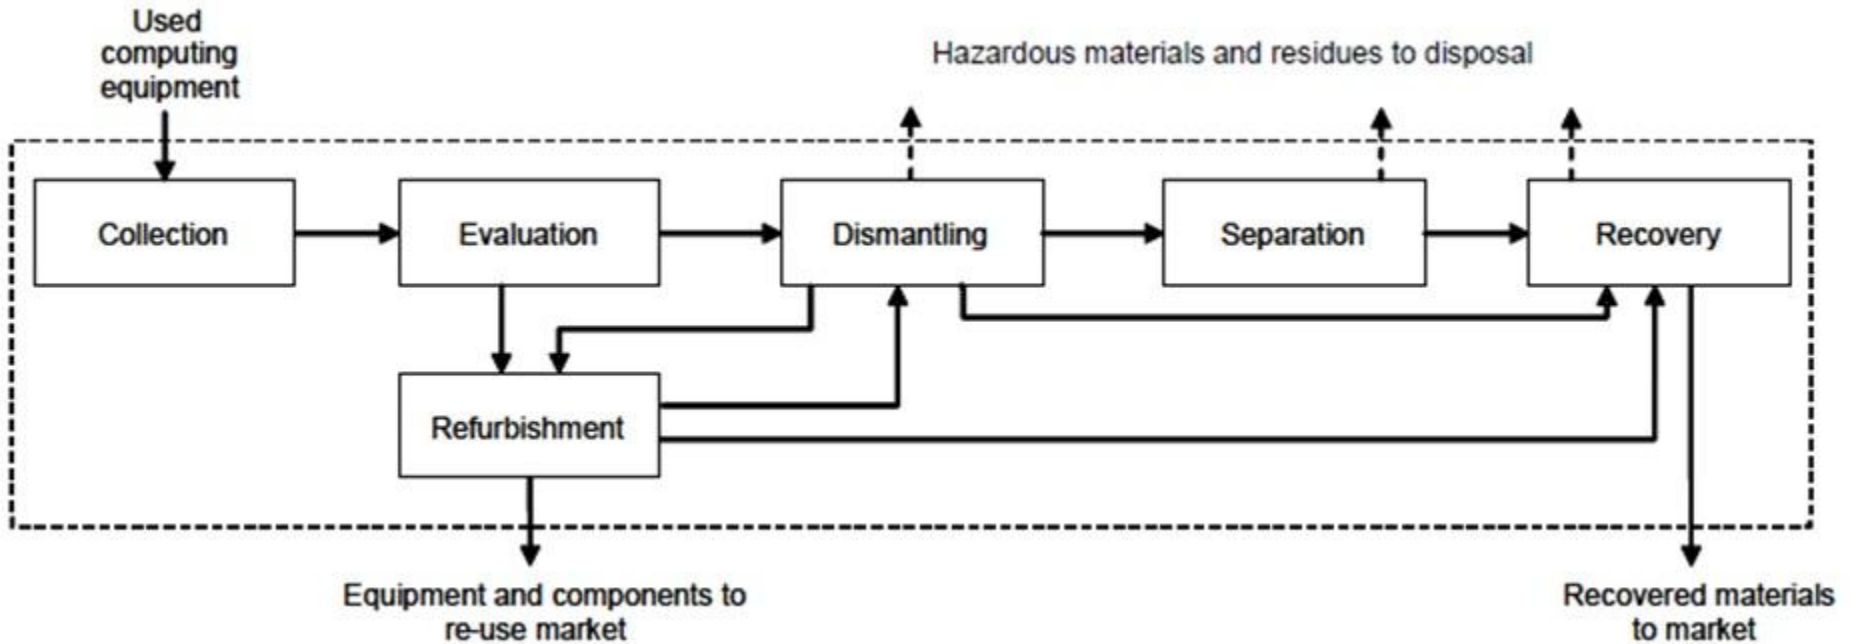 Used
computing
equipment
Hazardous materials and residues to disposal
Collection
Evaluation
Dismantling
Separation
Recovery
Refurbishment
Equipment and components to
re-use market
Recovered materials
to market